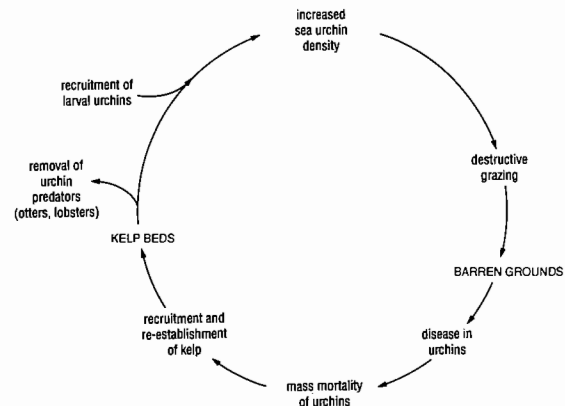 increased
sea urchin
density
recruitment of
larval urchins
removal of
urchin
predators
(otters, lobsters)
KELP BEDS
recruitment and
re-establishment
of kelp
mass mortality
of urchins
disease in
urchins
BARREN GROUNDS
destructive
grazing